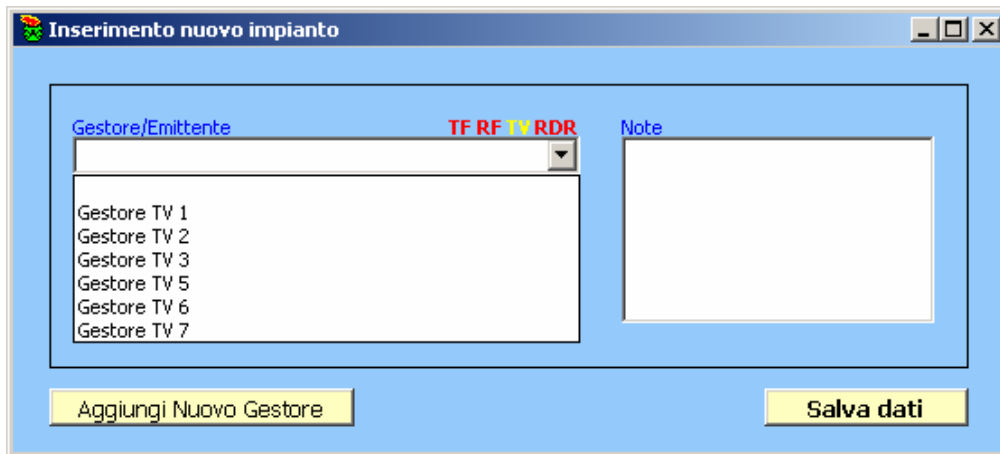 Inserimento nuovo impianto
Gestore/Emittente TF RF TV RDR
Note
Gestore TV 1
Gestore TV 2
Gestore TV 3
Gestore TV 5
Gestore TV 6
Gestore TV 7
Aggiungi Nuovo Gestore
Salva dati